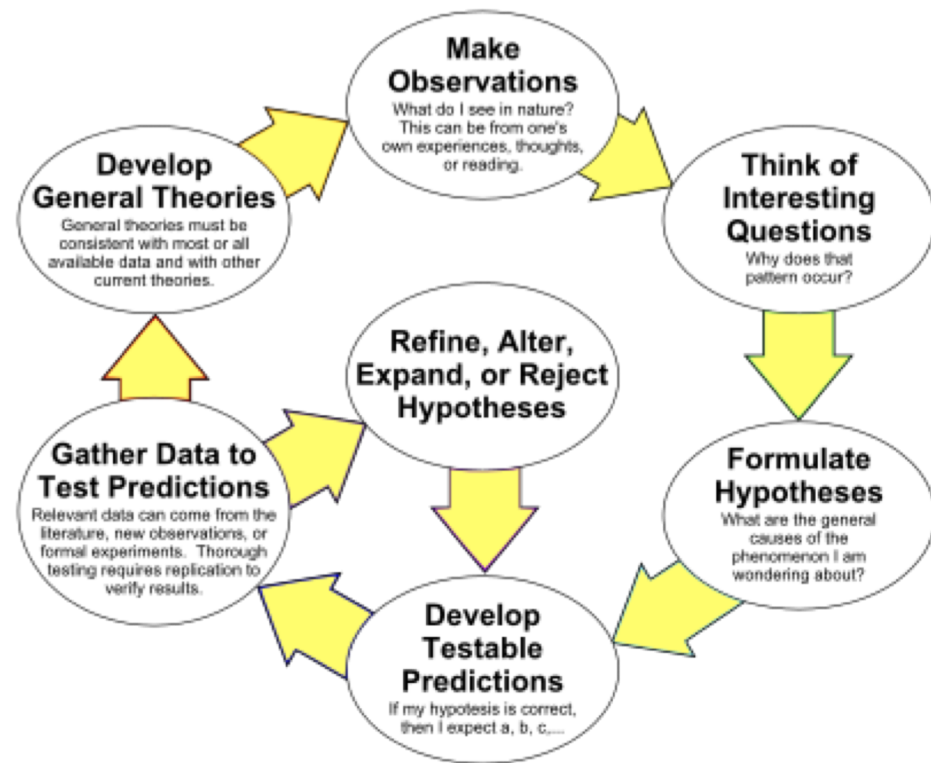 Make
Observations
What do I see in nature?
This can be from one's
own experiences, thoughts,
or reading.
Think of
Interesting
Questions
Why does that
pattern occur?
Formulate
Hypotheses
What are the general
causes of the
phenomenon I am
wondering about?
Develop
Testable
Predictions
If my hypotesis is correct,
then I expect a, b, c,...
Gather Data to
Test Predictions
Relevant data can come from the
literature, new observations, or
formal experiments. Thorough
testing requires replication to
verify results.
Refine, Alter,
Expand, or Reject
Hypotheses
Develop
General Theories
General theories must be
consistent with most or all
available data and with other
current theories.